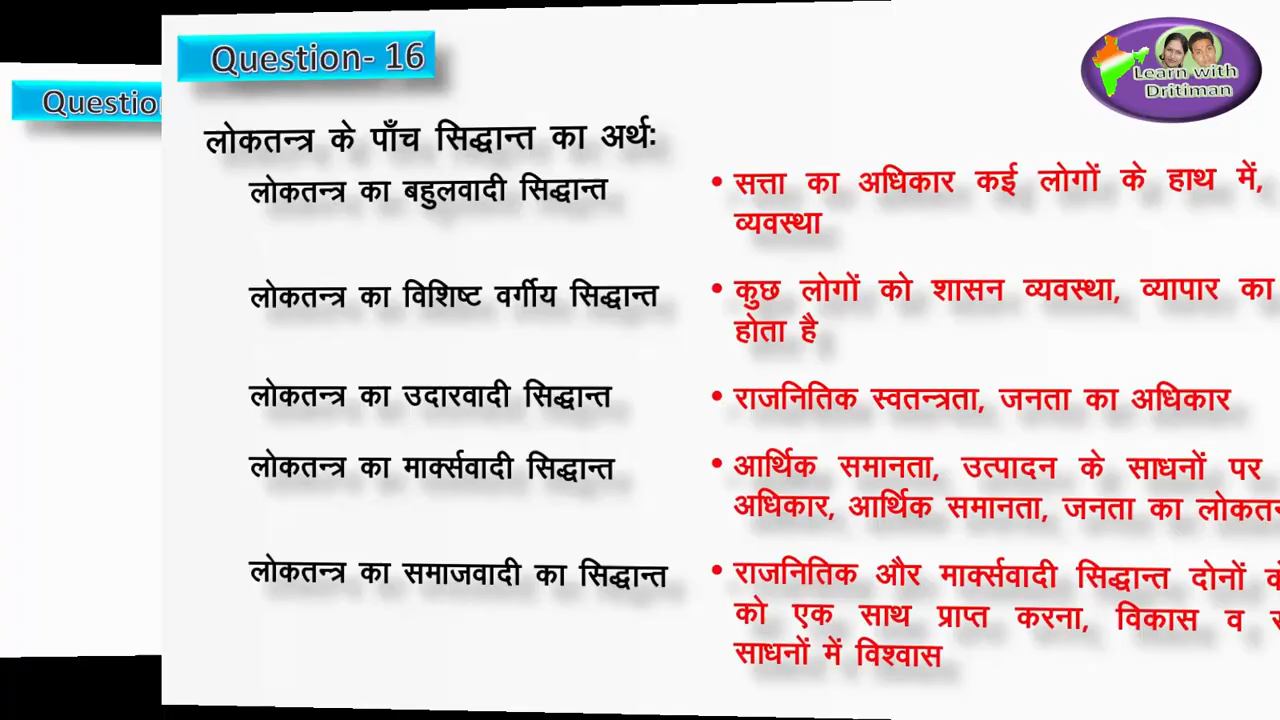 Question- 16
Questio
Learn with
Dritiman
लोकतन्त्र के पाँच सिद्धान्त का अर्थः
लोकतन्त्र का बहुलवादी सिद्धान्त
• सत्ता का अधिकार कई लोगों के हाथ में,
व्यवस्था
लोकतन्त्र का विशिष्ट वर्गीय सिद्धान्त
• कुछ लोगों को शासन व्यवस्था, व्यापार का
होता है
लोकतन्त्र का उदारवादी सिद्धान्त
• राजनितिक स्वतन्त्रता, जनता का अधिकार
लोकतन्त्र का मार्क्सवादी सिद्धान्त
• आर्थिक समानता, उत्पादन के साधनों पर
अधिकार, आर्थिक समानता, जनता का लोकतन
लोकतन्त्र का समाजवादी का सिद्धान्त
• राजनितिक और मार्क्सवादी सिद्धान्त दोनों
को एक साथ प्राप्त करना, विकास व
साधनों में विश्वास